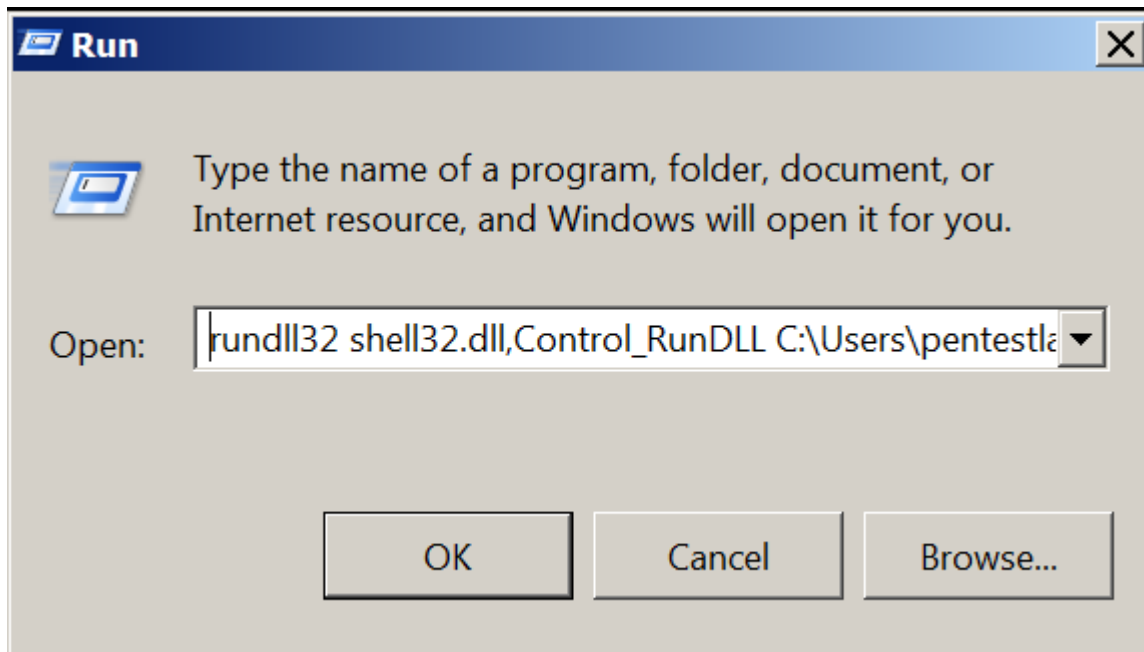 Run
Type the name of a program, folder, document, or
Internet resource, and Windows will open it for you.
Open:
rundll32 shell32.dll,Control_RunDLL C:\Users\pentestla
OK
Cancel
Browse...